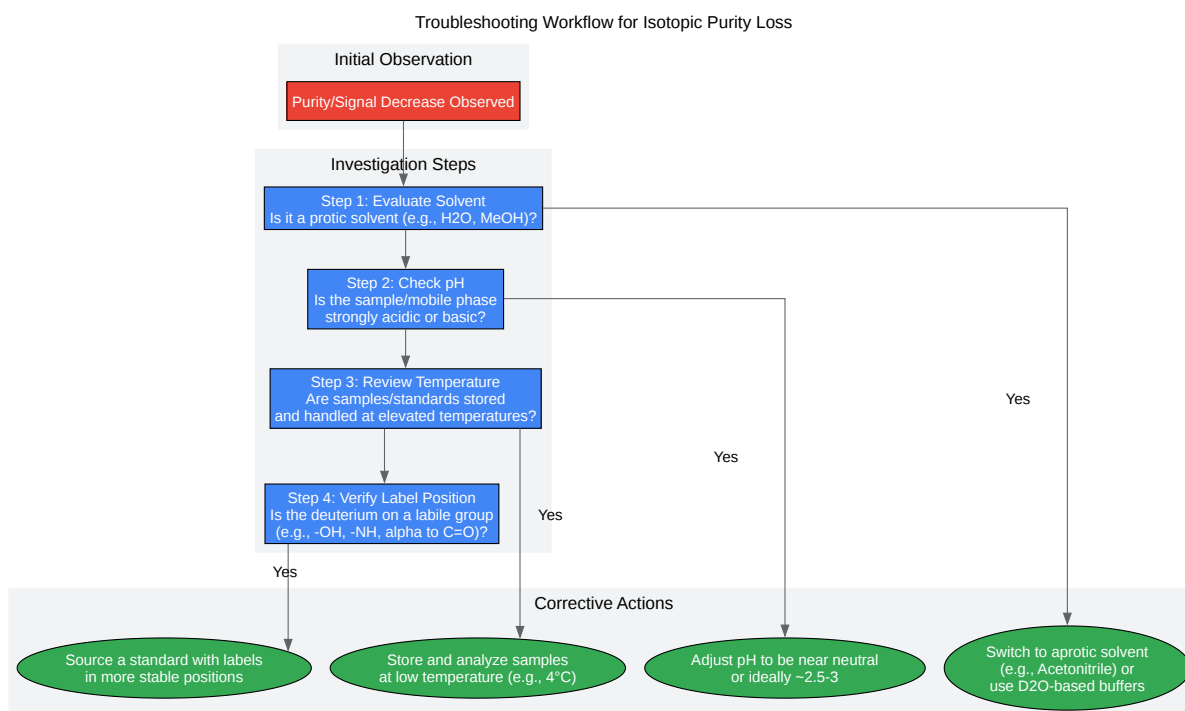 Troubleshooting Workflow for Isotopic Purity Loss
Initial Observation
Purity/Signal Decrease Observed
Investigation Steps
Step 1: Evaluate Solvent
Is it a protic solvent (e.g., H2O, MeOH)?
Step 2: Check pH
Is the sample/mobile phase
strongly acidic or basic?
Step 3: Review Temperature
Are samples/standards stored
and handled at elevated temperatures?
Yes
Yes
Step 4: Verify Label Position
Is the deuterium on a labile group
(e.g., -OH, -NH, alpha to C=O)?
Yes
Yes
Corrective Actions
Source a standard with labels
in more stable positions
Store and analyze samples
at low temperature (e.g., 4°C)
Adjust pH to be near neutral
or ideally ~2.5-3
Switch to aprotic solvent
(e.g., Acetonitrile) or
use D2O-based buffers